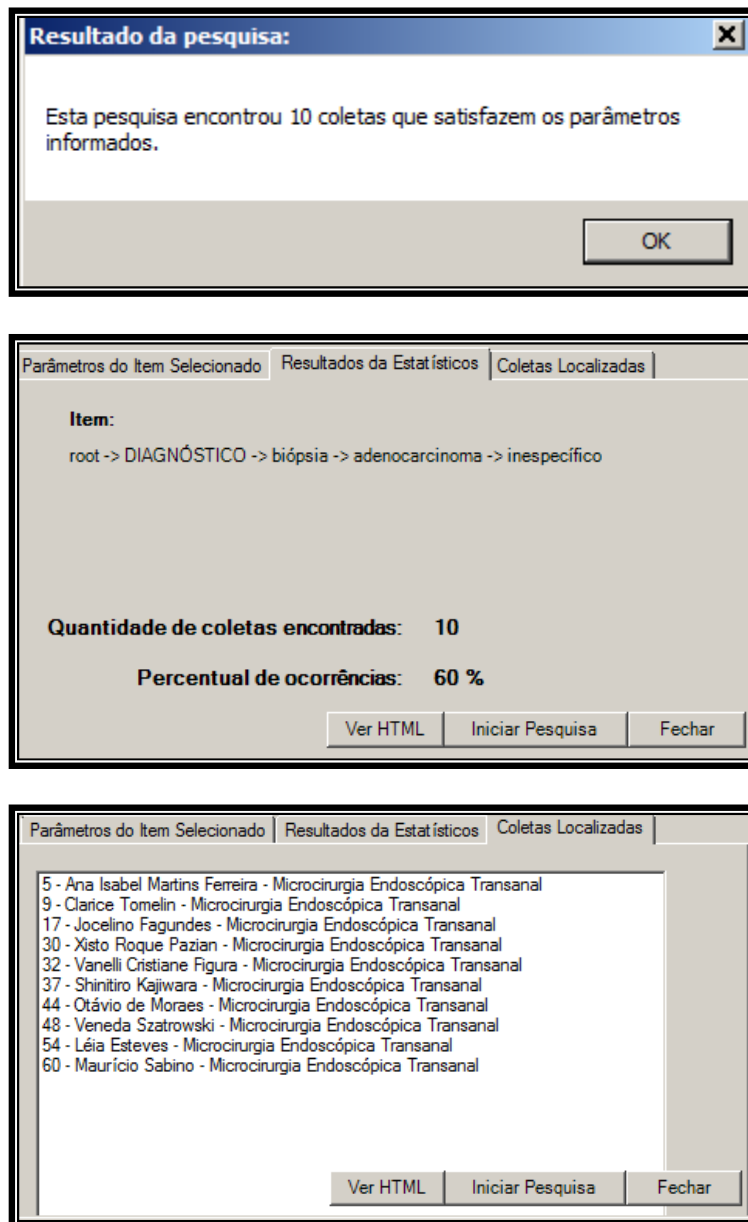 Resultado da pesquisa:
Esta pesquisa encontrou 10 coletas que satisfazem os parâmetros
informados.
OK
Parâmetros do Item Selecionado Resultados da Estatísticos Coletas Localizadas
Item:
root -> DIAGNÓSTICO -> biópsia -> adenocarcinoma -> inespecífico
Quantidade de coletas encontradas: 10
Percentual de ocorrências: 60 %
Ver HTML Iniciar Pesquisa Fechar
Parâmetros do Item Selecionado Resultados da Estatísticos Coletas Localizadas
5 - Ana Isabel Martins Ferreira - Microcirurgia Endoscópica Transanal
9 - Clarice Tomelin - Microcirurgia Endoscópica Transanal
17 - Jocelino Fagundes - Microcirurgia Endoscópica Transanal
30 - Xisto Roque Pazian - Microcirurgia Endoscópica Transanal
32 - Vanelli Cristiane Figura - Microcirurgia Endoscópica Transanal
37 - Shinitiro Kajiwara - Microcirurgia Endoscópica Transanal
44 - Otávio de Moraes - Microcirurgia Endoscópica Transanal
48 - Veneda Szatrowski - Microcirurgia Endoscópica Transanal
54 - Léia Esteves - Microcirurgia Endoscópica Transanal
60 - Maurício Sabino - Microcirurgia Endoscópica Transanal
Ver HTML Iniciar Pesquisa Fechar